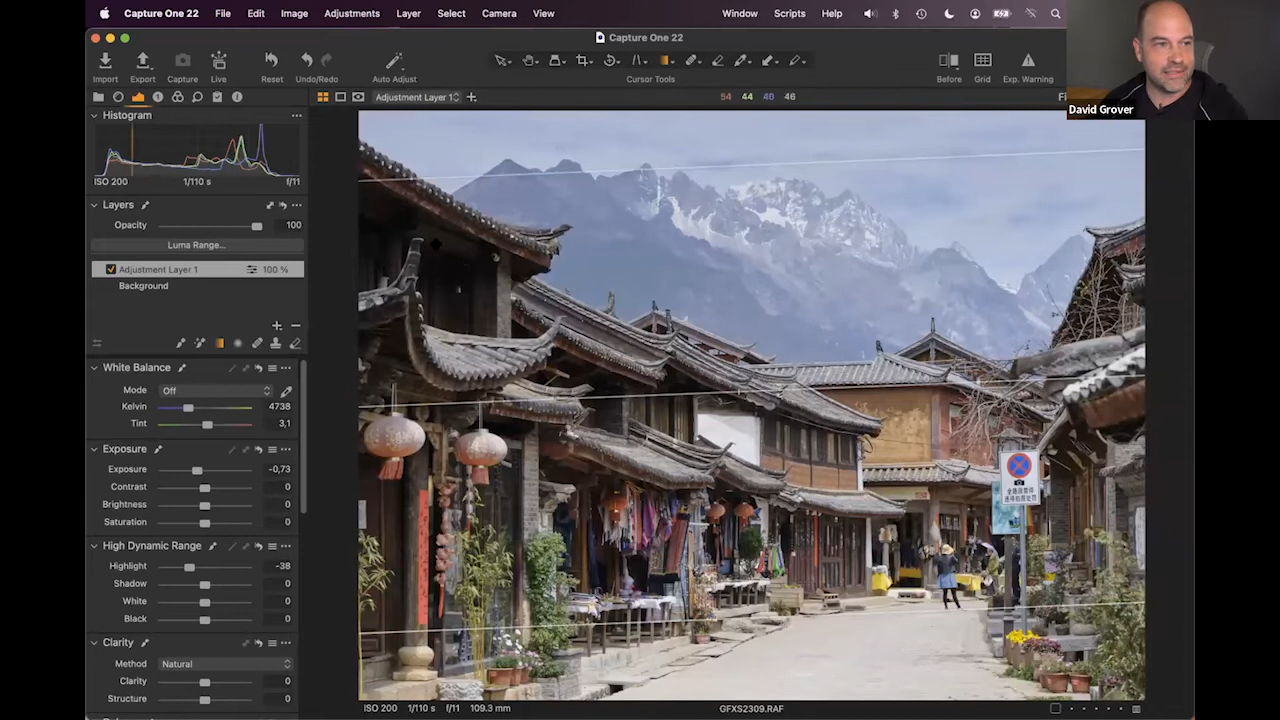 Capture One 22 File Edit Image Adjustments Layer Select Camera View Window Scripts Help
Capture One 22
Import Export Capture Live Reset Undo/Redo Auto Adjust Cursor Tools Before Grid Exp. Warning
David Grover
Adjustment Layer 1
54 44 46 46
Fi
Histogram
ISO 200 1/110 s f/11
Layers
Opacity 100
Luma Range...
Adjustment Layer 1 100 %
Background
White Balance
Mode Off
Kelvin 4738
Tint 3,1
Exposure
Exposure -0,73
Contrast 0
Brightness 0
Saturation 0
High Dynamic Range
Highlight -38
Shadow 0
White 0
Black 0
Clarity
Method Natural
Clarity 0
Structure 0
ISO 200 1/110 s f/11 109.3 mm GFXS2309.RAF